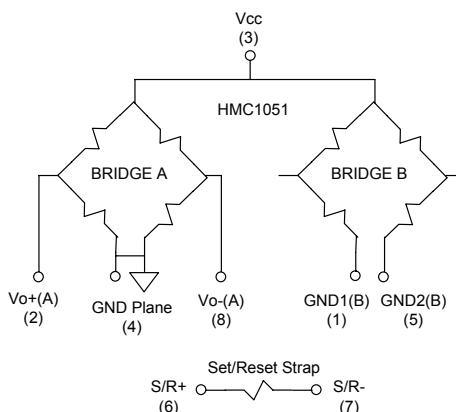 Vcc
(3)
HMC1051
BRIDGE A
BRIDGE B
Vo+(A)
(2)
GND Plane
(4)
Vo-(A)
(8)
GND1(B)
(1)
GND2(B)
(5)
Set/Reset Strap
S/R+
(6)
S/R-
(7)